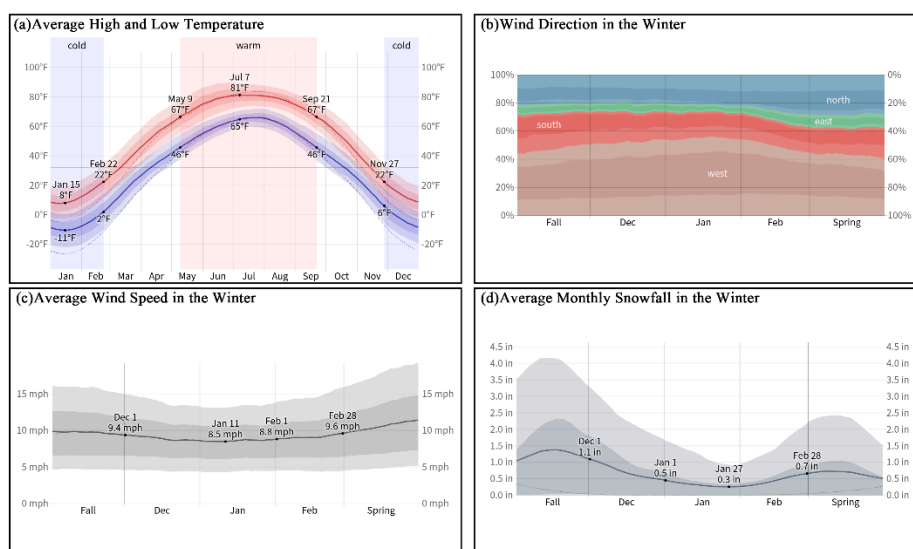 (a)Average High and Low Temperature
cold warm cold
100°F 100°F
80°F 80°F
60°F 60°F
40°F 40°F
20°F 20°F
0°F 0°F
-20°F -20°F
Jan 15
8°F
-11°F
Feb 22
22°F
2°F
May 9
67°F
46°F
Jul 7
81°F
65°F
Sep 21
67°F
46°F
Nov 27
22°F
6°F
Jan Feb Mar Apr May Jun Jul Aug Sep Oct Nov Dec
(b)Wind Direction in the Winter
100% 0%
80% 20%
60% 40%
40% 60%
20% 80%
0% 100%
north
east
south
west
Fall Dec Jan Feb Spring
(c)Average Wind Speed in the Winter
15 mph 15 mph
10 mph 10 mph
5 mph 5 mph
0 mph 0 mph
Dec 1
9.4 mph
Jan 11
8.5 mph
Feb 1
8.8 mph
Feb 28
9.6 mph
Fall Dec Jan Feb Spring
(d)Average Monthly Snowfall in the Winter
4.5 in 4.5 in
4.0 in 4.0 in
3.5 in 3.5 in
3.0 in 3.0 in
2.5 in 2.5 in
2.0 in 2.0 in
1.5 in 1.5 in
1.0 in 1.0 in
0.5 in 0.5 in
0.0 in 0.0 in
Dec 1
1.1 in
Jan 1
0.5 in
Jan 27
0.3 in
Feb 28
0.7 in
Fall Dec Jan Feb Spring